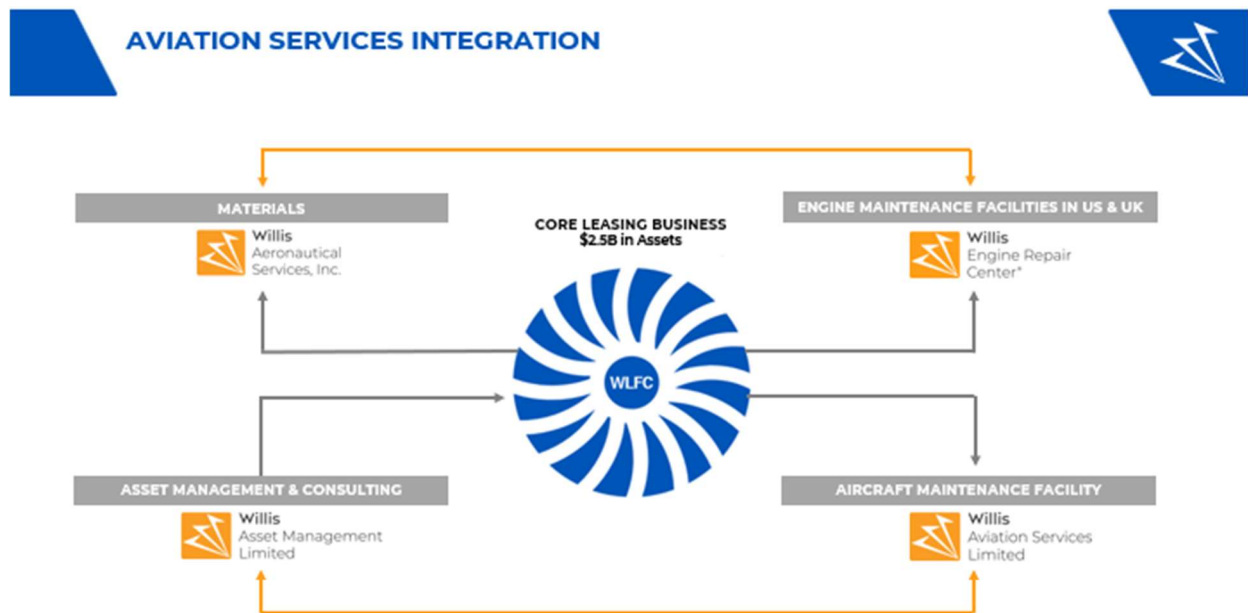 AVIATION SERVICES INTEGRATION
MATERIALS
Willis
Aeronautical
Services, Inc.
CORE LEASING BUSINESS
$2.5B in Assets
ENGINE MAINTENANCE FACILITIES IN US & UK
Willis
Engine Repair
Center®
WLFC
ASSET MANAGEMENT & CONSULTING
Willis
Asset Management
Limited
AIRCRAFT MAINTENANCE FACILITY
Willis
Aviation Services
Limited